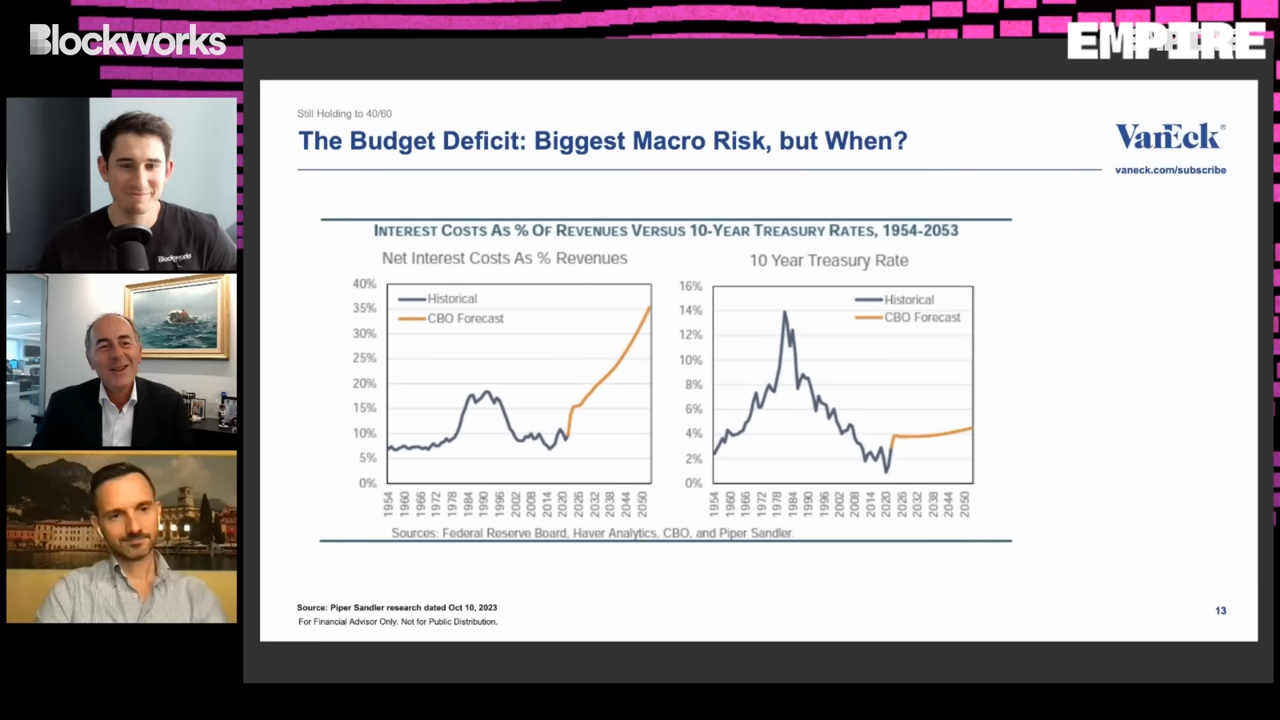 Blockworks
EMPIRE
Still Holding to 40/60
The Budget Deficit: Biggest Macro Risk, but When?
VanEck®
vaneck.com/subscribe
INTEREST COSTS AS % OF REVENUES VERSUS 10-YEAR TREASURY RATES, 1954-2053
Net Interest Costs As % Revenues
40%
35%
30%
25%
20%
15%
10%
5%
0%
Historical
CBO Forecast
1954 1960 1966 1972 1978 1984 1990 1996 2002 2008 2014 2020 2026 2032 2038 2044 2050
10 Year Treasury Rate
16%
14%
12%
10%
8%
6%
4%
2%
0%
Historical
CBO Forecast
1954 1960 1966 1972 1978 1984 1990 1996 2002 2008 2014 2020 2026 2032 2038 2044 2050
Sources: Federal Reserve Board, Haver Analytics, CBO, and Piper Sandler.
Source: Piper Sandler research dated Oct 10, 2023
For Financial Advisor Only. Not for Public Distribution.
13
Blockworks